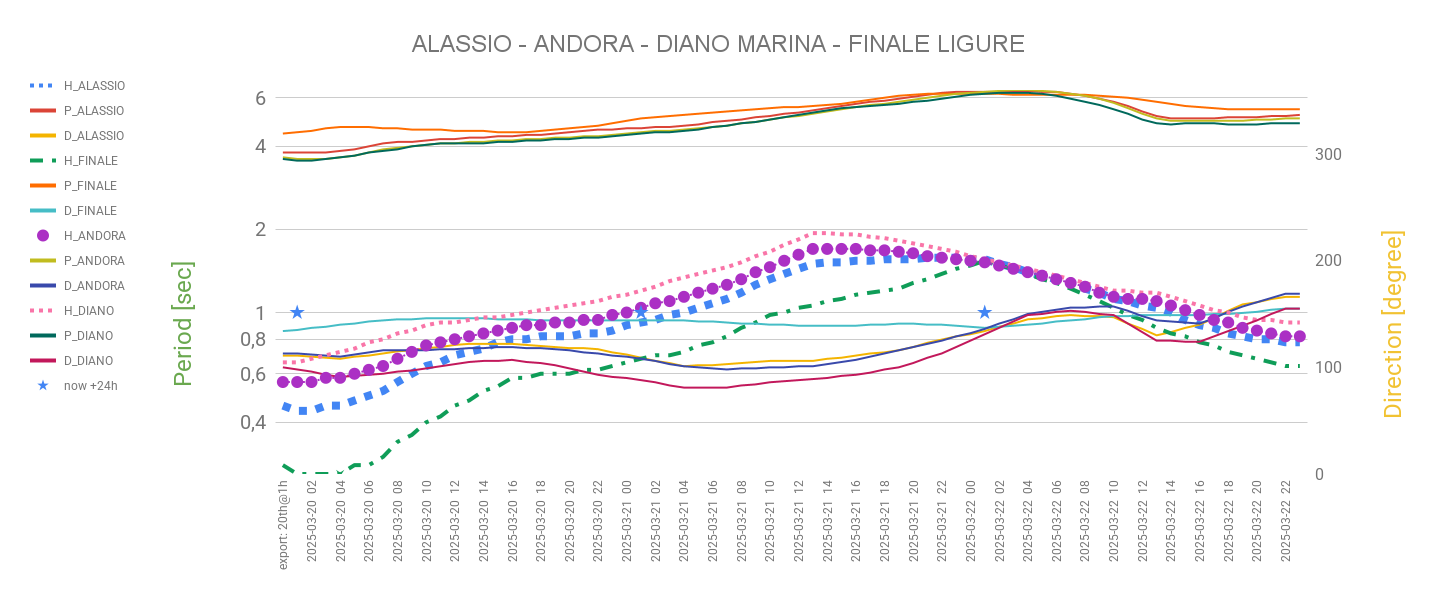 ALASSIO - ANDORA - DIANO MARINA - FINALE LIGURE
H_ALASSIO
P_ALASSIO
D_ALASSIO
H_FINALE
P_FINALE
D_FINALE
H_ANDORA
P_ANDORA
D_ANDORA
H_DIANO
P_DIANO
D_DIANO
now +24h
Period [sec]
6
4
2
1
0,8
0,6
0,4
300
200
100
0
Direction [degree]
export: 20th@1h
2025-03-20 02
2025-03-20 04
2025-03-20 06
2025-03-20 08
2025-03-20 10
2025-03-20 12
2025-03-20 14
2025-03-20 16
2025-03-20 18
2025-03-20 20
2025-03-20 22
2025-03-21 00
2025-03-21 02
2025-03-21 04
2025-03-21 06
2025-03-21 08
2025-03-21 10
2025-03-21 12
2025-03-21 14
2025-03-21 16
2025-03-21 18
2025-03-21 20
2025-03-21 22
2025-03-22 00
2025-03-22 02
2025-03-22 04
2025-03-22 06
2025-03-22 08
2025-03-22 10
2025-03-22 12
2025-03-22 14
2025-03-22 16
2025-03-22 18
2025-03-22 20
2025-03-22 22